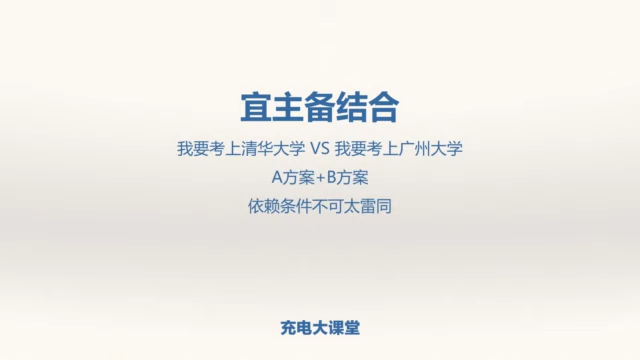 宜主备结合
我要考上清华大学 VS 我要考上广州大学
A方案+B方案
依赖条件不可太雷同
充电大课堂